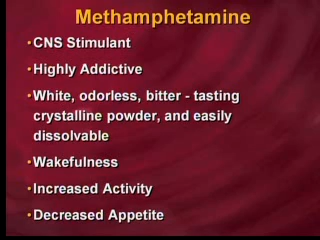 Methamphetamine
•CNS Stimulant
•Highly Addictive
•White, odorless, bitter - tasting
crystalline powder, and easily
dissolvable
•Wakefulness
•Increased Activity
•Decreased Appetite